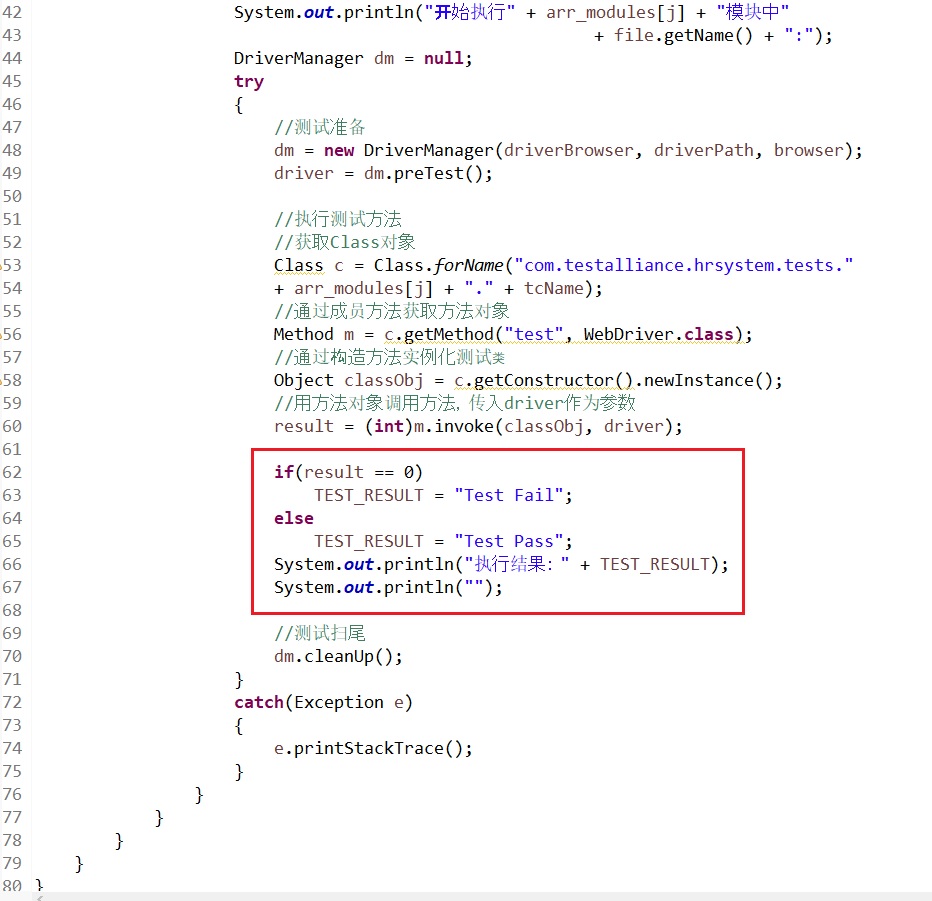 42 System.out.println("开始执行" + arr_modules[j] + "模块中"
43 + file.getName() + ":");
44 DriverManager dm = null;
45 try
46 {
47 //测试准备
48 dm = new DriverManager(driverBrowser, driverPath, browser);
49 driver = dm.preTest();
50
51 //执行测试方法
52 //获取Class对象
53 Class c = Class.forName("com.testalliance.hrsystem.tests."
54 + arr_modules[j] + "." + tcName);
55 //通过成员方法获取方法对象
56 Method m = c.getMethod("test", WebDriver.class);
57 //通过构造方法实例化测试类
58 Object classObj = c.getConstructor().newInstance();
59 //用方法对象调用方法, 传入driver作为参数
60 result = (int)m.invoke(classObj, driver);
61
62 if(result == 0)
63 TEST_RESULT = "Test Fail";
64 else
65 TEST_RESULT = "Test Pass";
66 System.out.println("执行结果: " + TEST_RESULT);
67 System.out.println("");
68
69 //测试扫尾
70 dm.cleanUp();
71 }
72 catch(Exception e)
73 {
74 e.printStackTrace();
75 }
76 }
77 }
78 }
79 }
80 }